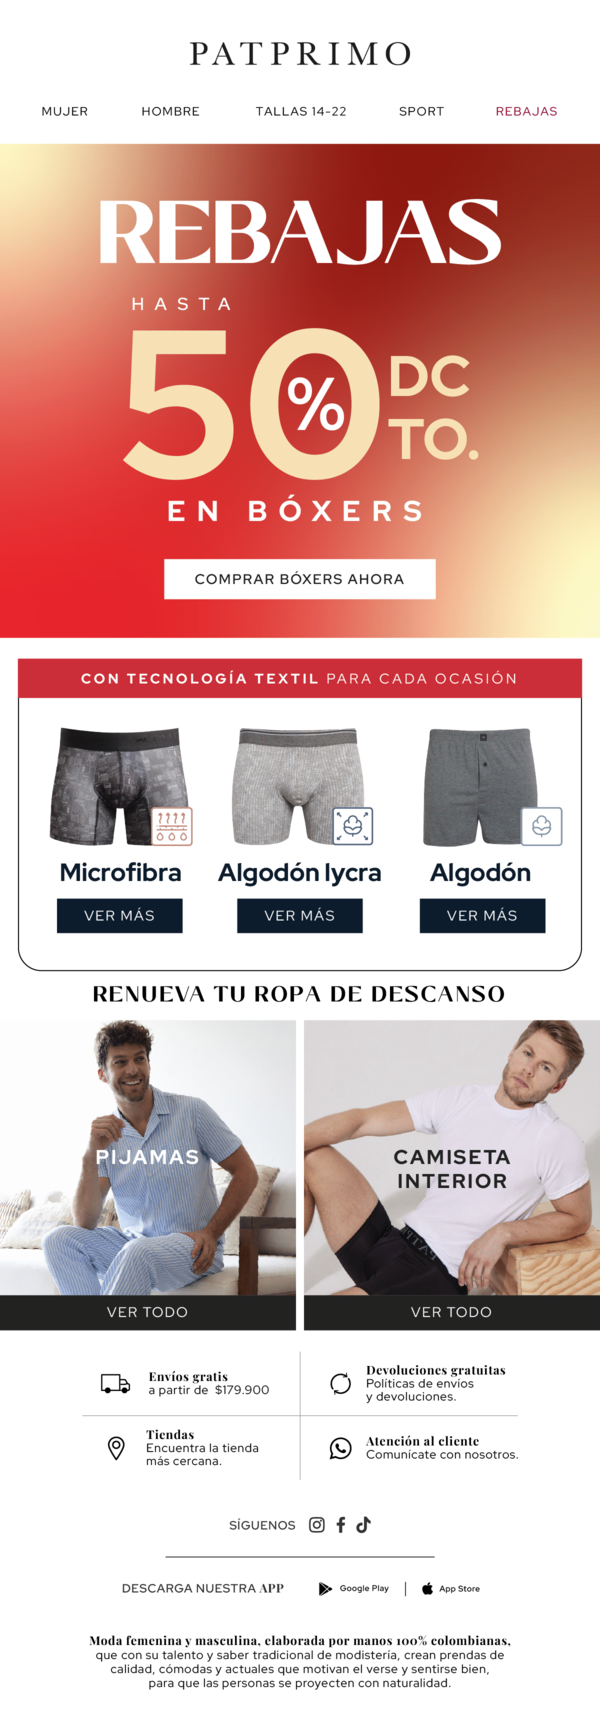 PATPRIMO
MUJER HOMBRE TALLAS 14-22 SPORT REBAJAS
REBAJAS
HASTA
50% DC
TO.
EN BÓXERS
COMPRAR BÓXERS AHORA
CON TECNOLOGÍA TEXTIL PARA CADA OCASIÓN
Microfibra Algodón lycra Algodón
VER MÁS VER MÁS VER MÁS
RENUEVA TU ROPA DE DESCANSO
PIJAMAS
VER TODO
CAMISETA
INTERIOR
VER TODO
Envíos gratis
a partir de $179.900
Devoluciones gratuitas
Políticas de envíos
y devoluciones.
Tiendas
Encuentra la tienda
más cercana.
Atención al cliente
Comunícate con nosotros.
SÍGUENOS
DESCARGA NUESTRA APP Google Play | App Store
Moda femenina y masculina, elaborada por manos 100% colombianas,
que con su talento y saber tradicional de modistería, crean prendas de
calidad, cómodas y actuales que motivan el verse y sentirse bien,
para que las personas se proyecten con naturalidad.